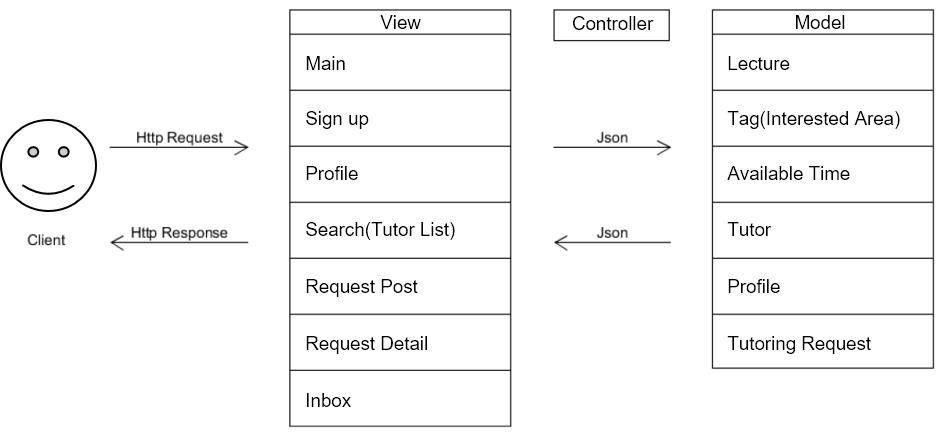 View
Controller
Model
Main
Lecture
Sign up
Tag(Interested Area)
Http Request
Json
Profile
Available Time
Search(Tutor List)
Tutor
Http Response
Json
Client
Request Post
Profile
Request Detail
Tutoring Request
Inbox